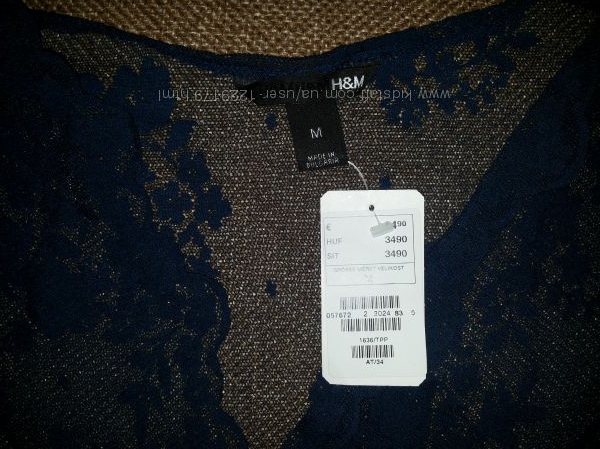 H&M
www.kidstaff.com.ua/user-1229179.html
M
MADE IN
BULGARIA
€ 490
HUF 3490
SIT 3490
057672 2 3024 83 5
1636/TPP
AT/34